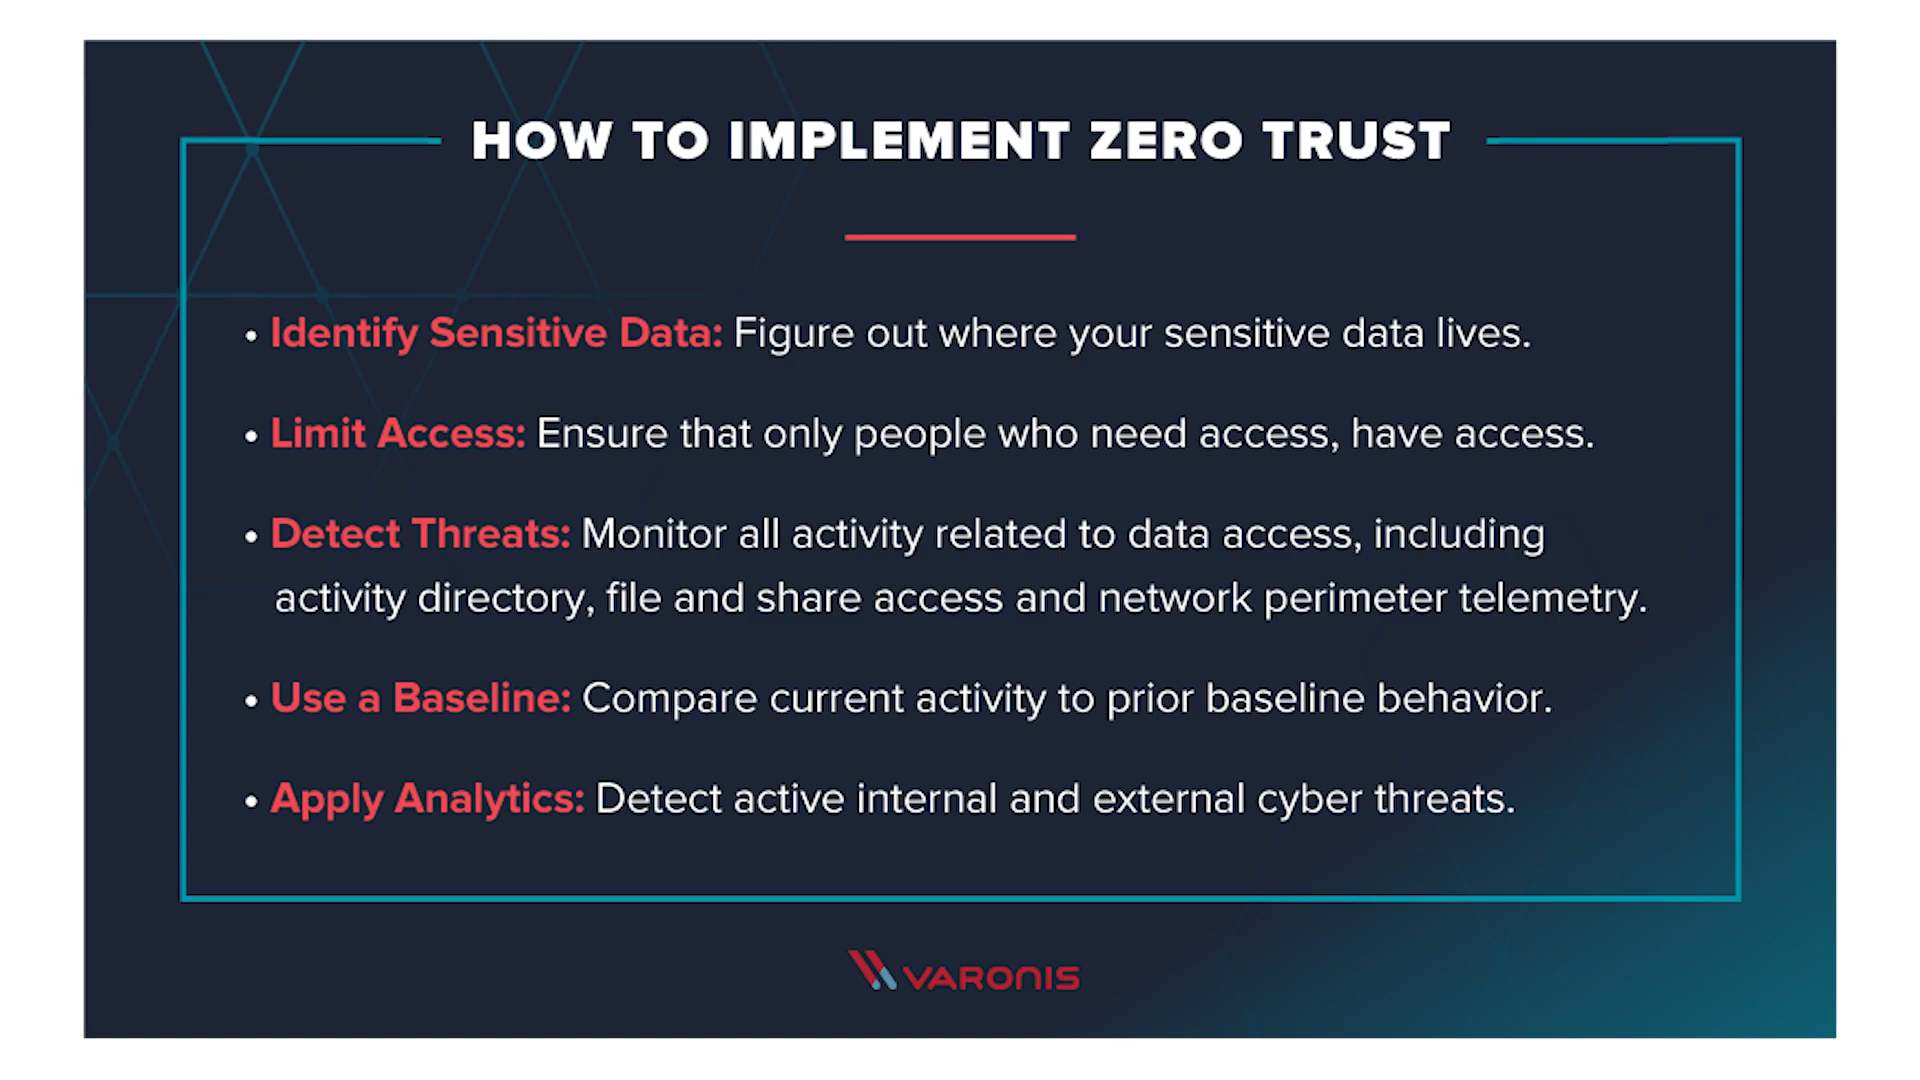 HOW TO IMPLEMENT ZERO TRUST
• Identify Sensitive Data: Figure out where your sensitive data lives.
• Limit Access: Ensure that only people who need access, have access.
• Detect Threats: Monitor all activity related to data access, including
activity directory, file and share access and network perimeter telemetry.
• Use a Baseline: Compare current activity to prior baseline behavior.
• Apply Analytics: Detect active internal and external cyber threats.
VARONIS